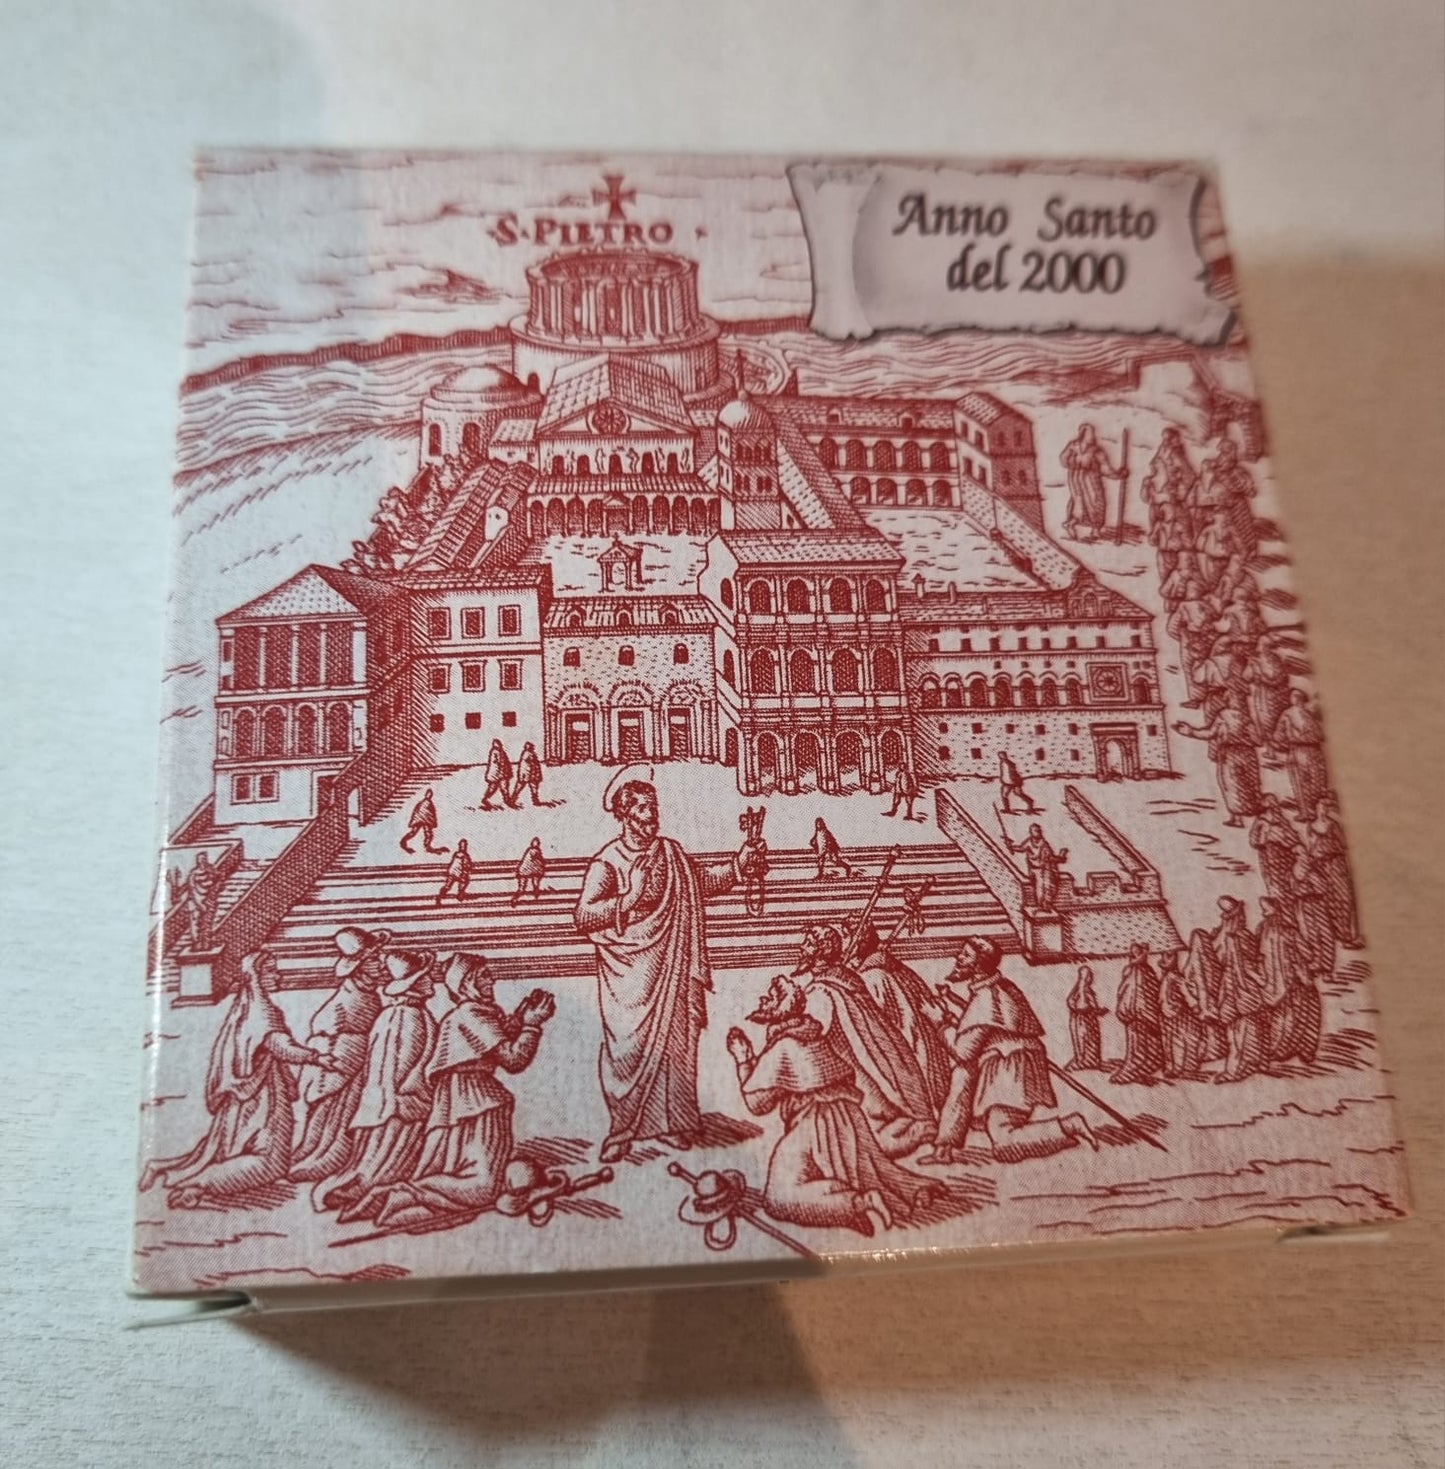 ·S·PIETRO·
Anno Santo
del 2000